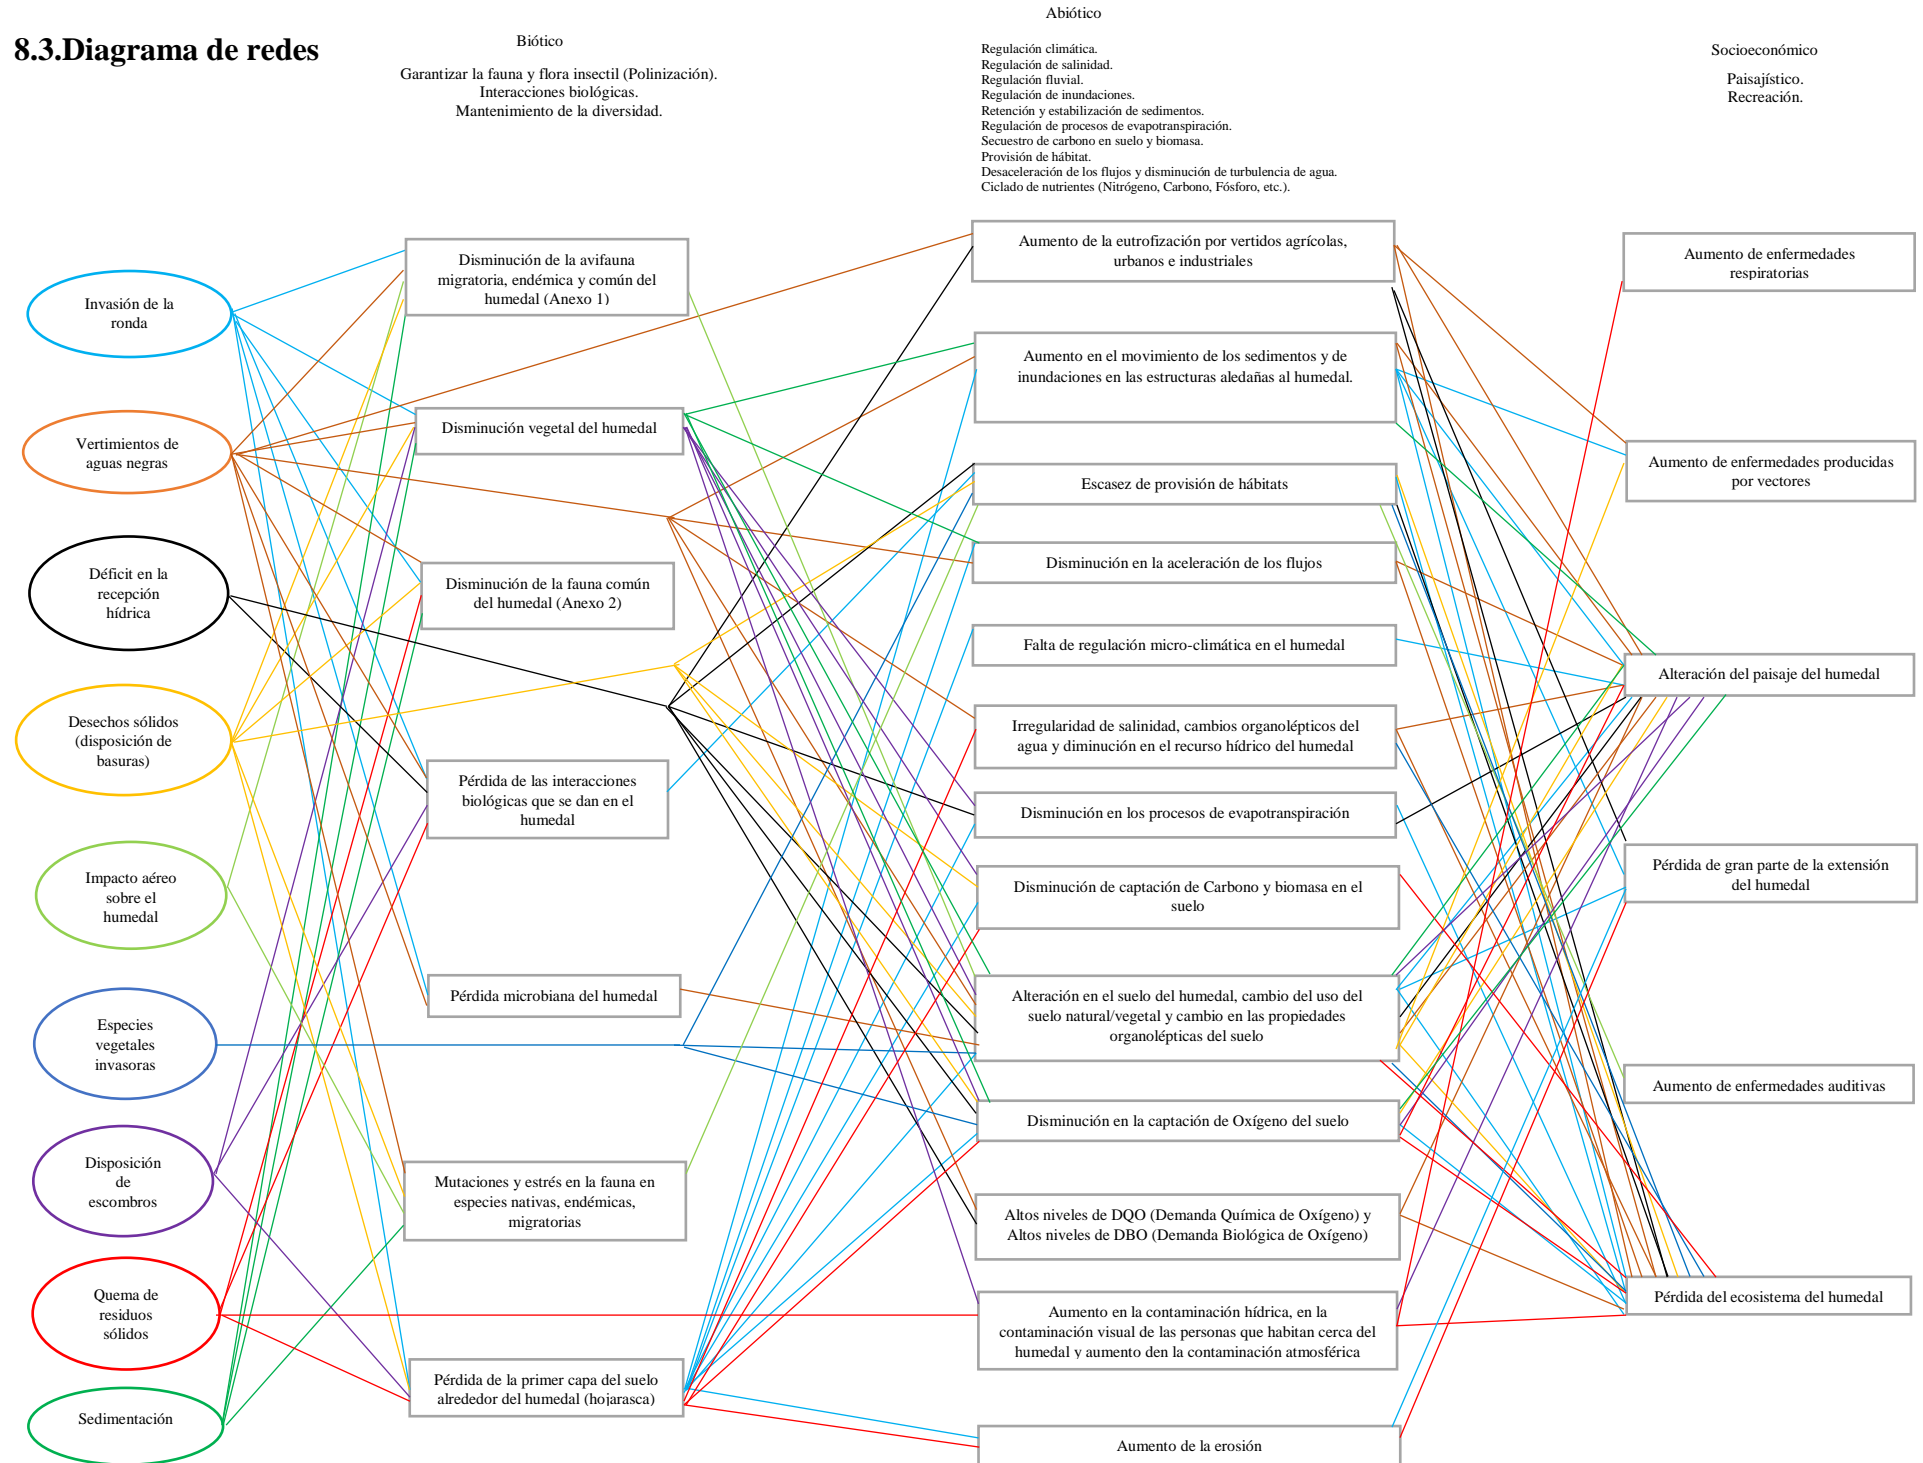 8.3.Diagrama de redes
Biótico
Garantizar la fauna y flora insectil (Polinización).
Interacciones biológicas.
Mantenimiento de la diversidad.
Abiótico
Regulación climática.
Regulación de salinidad.
Regulación fluvial.
Regulación de inundaciones.
Retención y estabilización de sedimentos.
Regulación de procesos de evapotranspiración.
Secuestro de carbono en suelo y biomasa.
Provisión de hábitat.
Desaceleración de los flujos y disminución de turbulencia de agua.
Ciclado de nutrientes (Nitrógeno, Carbono, Fósforo, etc.).
Socioeconómico
Paisajístico.
Recreación.
Invasión de la
ronda
Vertimientos de
aguas negras
Déficit en la
recepción
hídrica
Desechos sólidos
(disposición de
basuras)
Impacto aéreo
sobre el
humedal
Especies
vegetales
invasoras
Disposición
de
escombros
Quema de
residuos
sólidos
Sedimentación
Disminución de la avifauna
migratoria, endémica y común del
humedal (Anexo 1)
Disminución vegetal del humedal
Disminución de la fauna común
del humedal (Anexo 2)
Pérdida de las interacciones
biológicas que se dan en el
humedal
Pérdida microbiana del humedal
Mutaciones y estrés en la fauna en
especies nativas, endémicas,
migratorias
Pérdida de la primer capa del suelo
alrededor del humedal (hojarasca)
Aumento de la eutrofización por vertidos agrícolas,
urbanos e industriales
Aumento en el movimiento de los sedimentos y de
inundaciones en las estructuras aledañas al humedal.
Escasez de provisión de hábitats
Disminución en la aceleración de los flujos
Falta de regulación micro-climática en el humedal
Irregularidad de salinidad, cambios organolépticos del
agua y diminución en el recurso hídrico del humedal
Disminución en los procesos de evapotranspiración
Disminución de captación de Carbono y biomasa en el
suelo
Alteración en el suelo del humedal, cambio del uso del
suelo natural/vegetal y cambio en las propiedades
organolépticas del suelo
Disminución en la captación de Oxígeno del suelo
Altos niveles de DQO (Demanda Química de Oxígeno) y
Altos niveles de DBO (Demanda Biológica de Oxígeno)
Aumento en la contaminación hídrica, en la
contaminación visual de las personas que habitan cerca del
humedal y aumento den la contaminación atmosférica
Aumento de la erosión
Aumento de enfermedades
respiratorias
Aumento de enfermedades producidas
por vectores
Alteración del paisaje del humedal
Pérdida de gran parte de la extensión
del humedal
Aumento de enfermedades auditivas
Pérdida del ecosistema del humedal